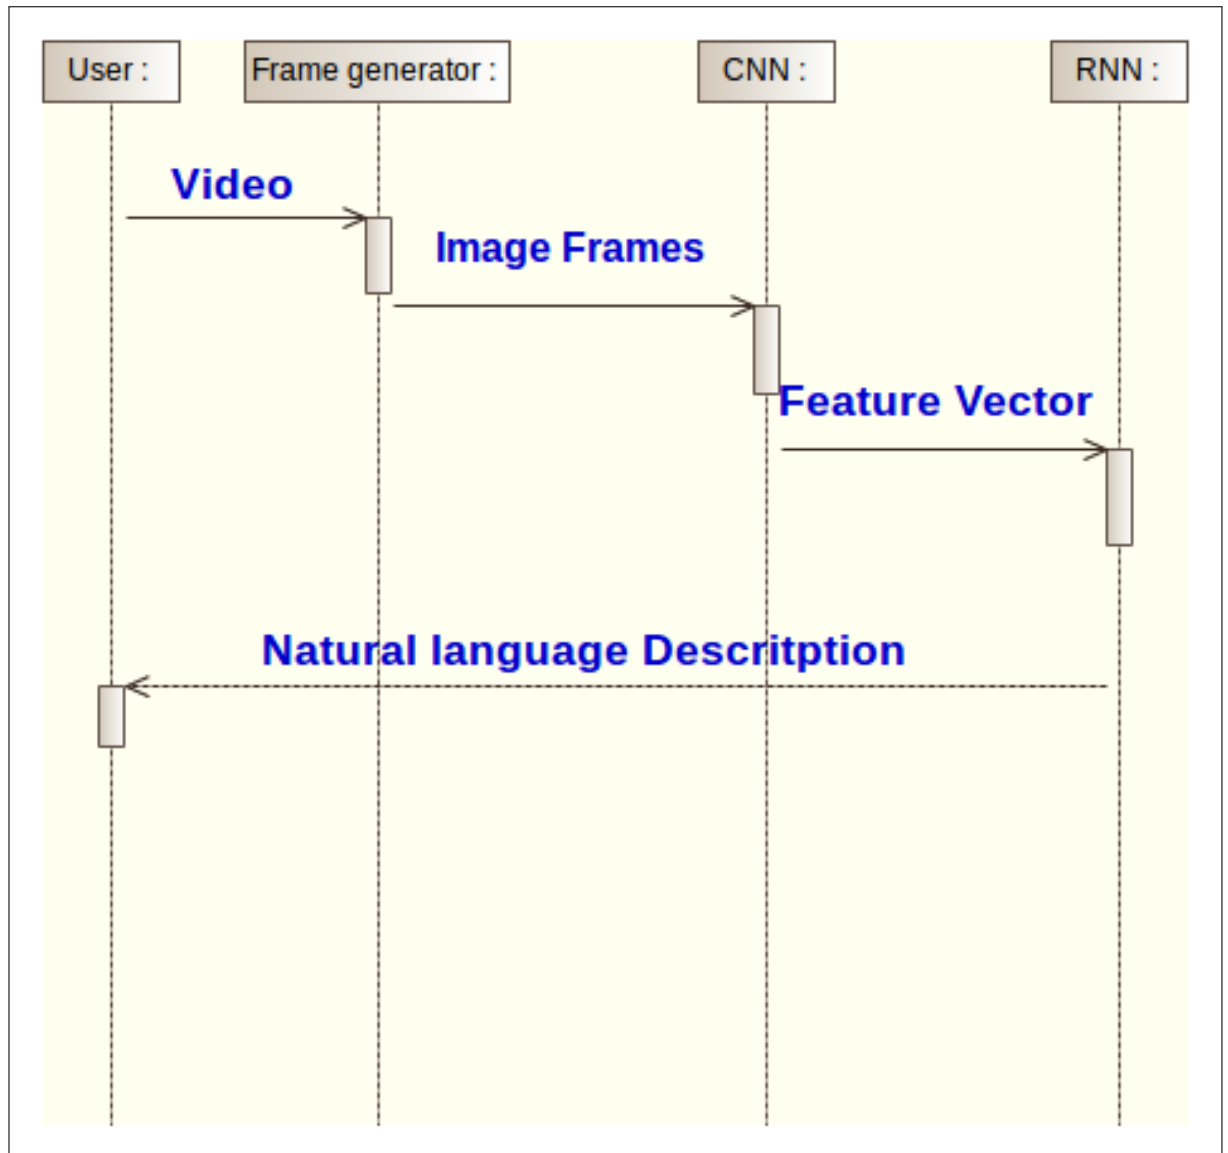 User :
Frame generator :
CNN :
RNN :
Video
Image Frames
Feature Vector
Natural language Descritption